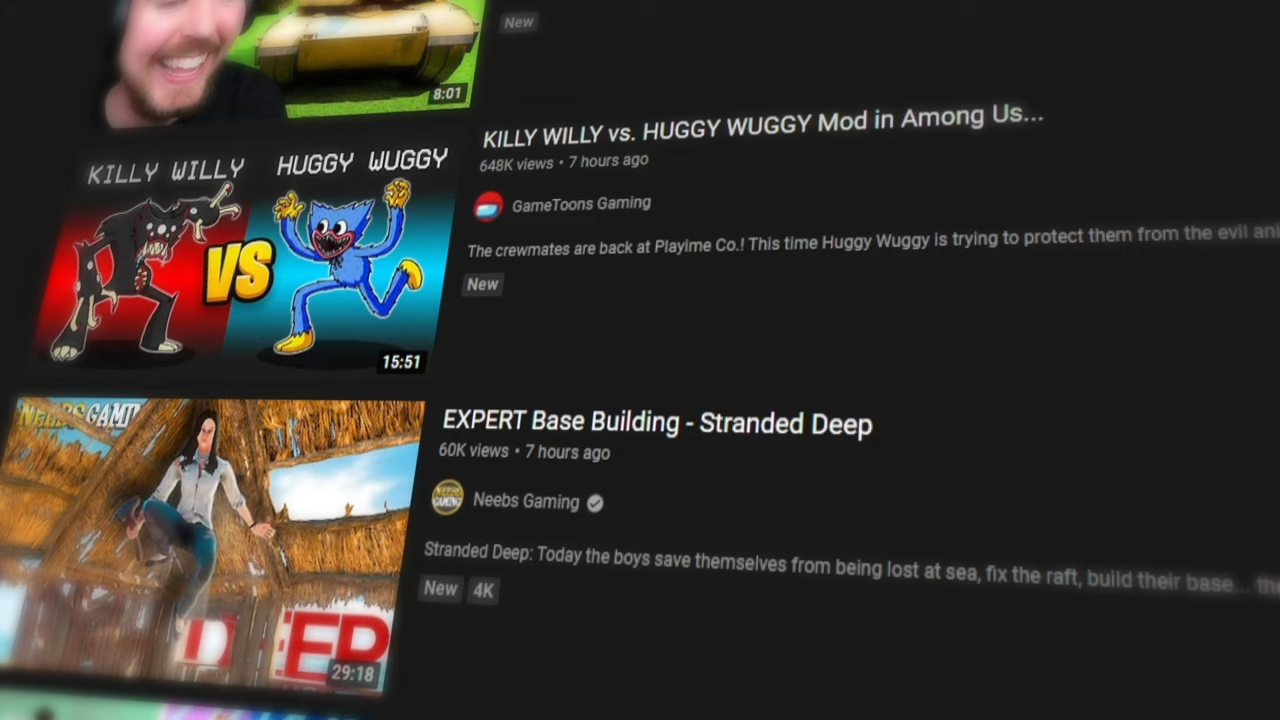 New
8:01
KILLY WILLY vs. HUGGY WUGGY Mod in Among Us...
648K views • 7 hours ago
KILLY WILLY HUGGY WUGGY
VS
GameToons Gaming
The crewmates are back at Playime Co.! This time Huggy Wuggy is trying to protect them from the evil ani
New
15:51
NEEBS GAMI
EXPERT Base Building - Stranded Deep
60K views • 7 hours ago
Neebs Gaming
Stranded Deep: Today the boys save themselves from being lost at sea, fix the raft, build their base... the
New 4K
29:18